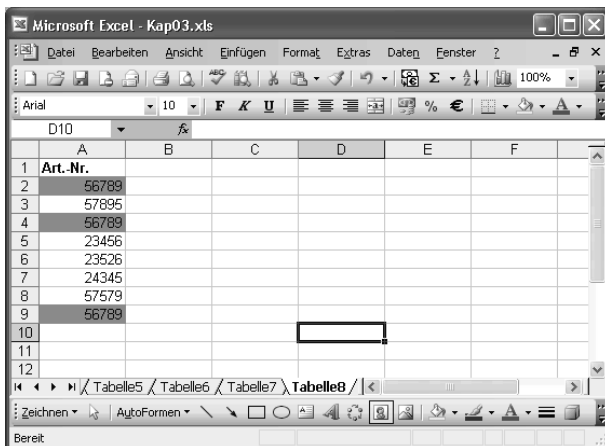 Microsoft Excel - Kap03.xls
Datei Bearbeiten Ansicht Einfügen Format Extras Daten Fenster ?
100%
Arial 10 F K U % €
D10 fx
A B C D E F
1 Art.-Nr.
2 56789
3 57895
4 56789
5 23456
6 23526
7 24345
8 57579
9 56789
10
11
12
Tabelle5 Tabelle6 Tabelle7 Tabelle8
Zeichnen AutoFormen
Bereit